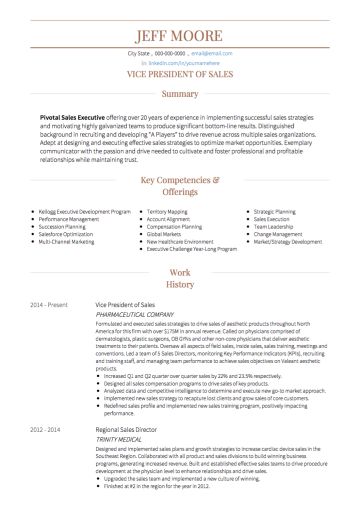 JEFF MOORE
City State , 000-000-0000 , email@email.com
In linkedin.com/in/yournamehere
VICE PRESIDENT OF SALES
Summary
Pivotal Sales Executive offering over 20 years of experience in implementing successful sales strategies
and motivating highly galvanized teams to produce significant bottom-line results. Distinguished
background in recruiting and developing "A Players" to drive revenue across multiple sales organizations.
Adept at designing and executing effective sales strategies to optimize market opportunities. Exemplary
communicator with the passion and drive needed to cultivate and foster professional and profitable
relationships while maintaining trust.
Key Competencies &
Offerings
• Kellogg Executive Development Program
• Performance Management
• Succession Planning
• Salesforce Optimization
• Multi-Channel Marketing
• Territory Mapping
• Account Alignment
• Compensation Planning
• Global Markets
• New Healthcare Environment
• Executive Challenge Year-Long Program
• Strategic Planning
• Sales Execution
• Team Leadership
• Change Management
• Market/Strategy Development
Work
History
2014 - Present
Vice President of Sales
PHARMACEUTICAL COMPANY
Formulated and executed sales strategies to drive sales of aesthetic products throughout North
America for this firm with over $175M in annual revenue. Called on physicians comprised of
dermatologists, plastic surgeons, OB GYNs and other non-core physicians that deliver aesthetic
treatments to their patients. Oversaw all aspects of field sales, inside sales, sales training, meetings and
conventions. Led a team of 5 Sales Directors, monitoring Key Performance Indicators (KPIs), recruiting
and training staff, and managing and motivating team to achieve sales objectives on Valeant aesthetic
products.
• Increased Q1 and Q2 quarter over quarter sales by 22% and 23.5% respectively.
• Designed all sales compensation programs to drive sales of key products.
• Analyzed data and competitive intelligence to determine and execute new go-to market approach.
• Implemented new sales strategy to recapture lost clients and grow sales of core customers.
• Redefined sales profile and implemented new sales training program, positively impacting
performance.
2012 - 2014
Regional Sales Director
TRINITY MEDICAL
Designed and implemented sales plans and growth strategies to increase cardiac device sales in the
Southeast Region. Collaborated with product and sales divisions to build winning business
programs, generating increased revenue. Built and established effective sales teams to drive procedure
development at the physician level to enhance relationships and drive sales.
• Upgraded the sales team and implemented a new culture of winning.
• Finished at #2 in the region for the year in 2012.